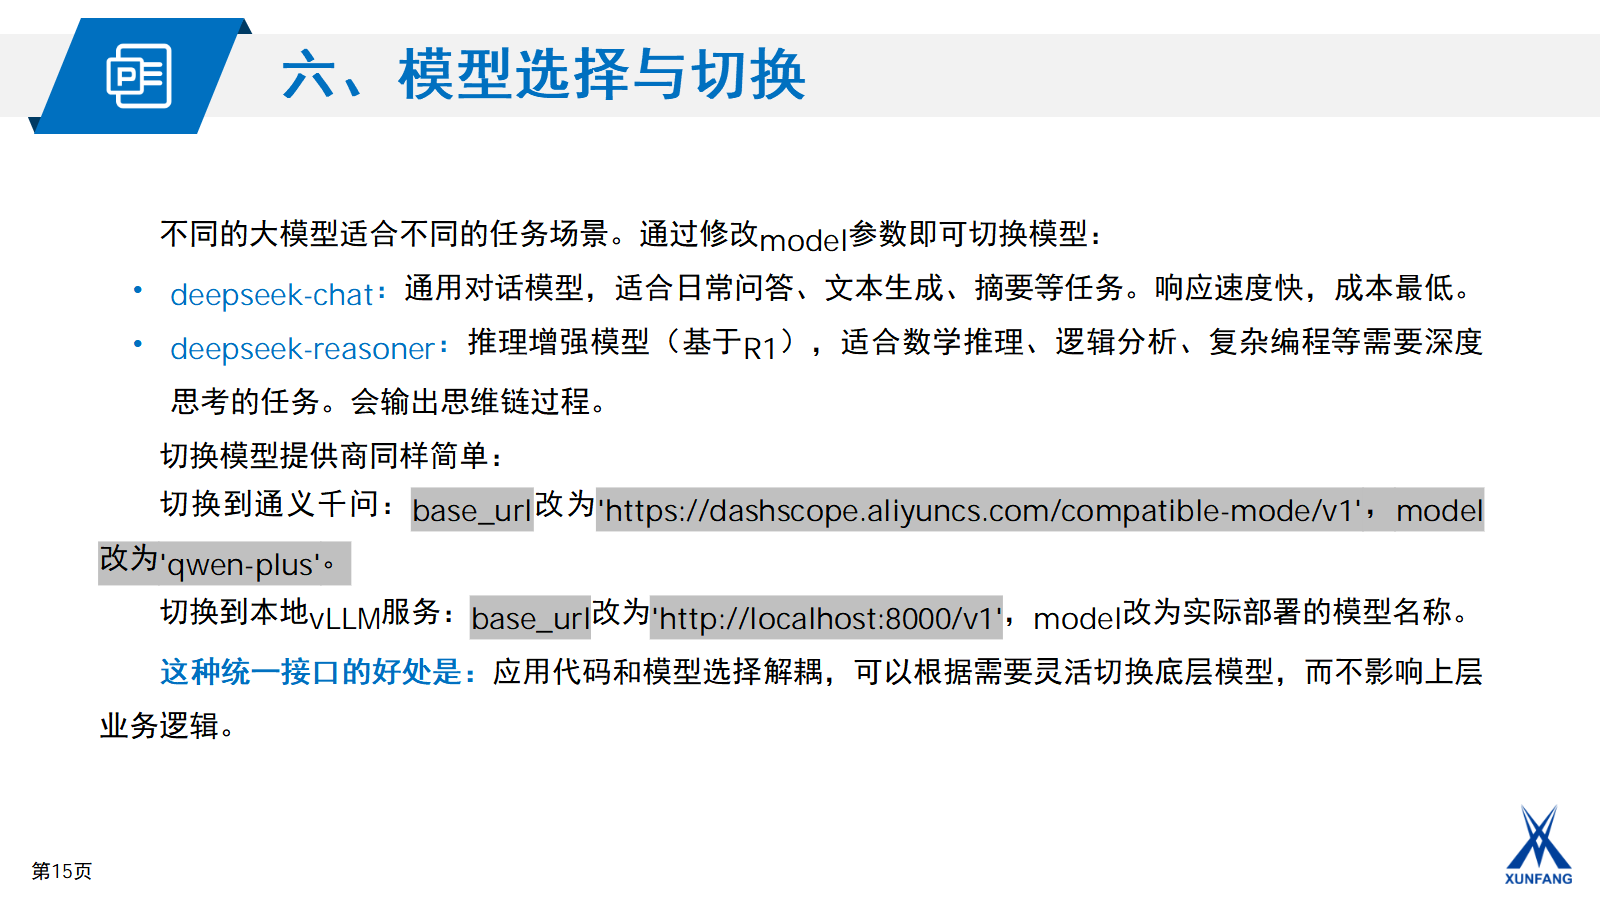 六、模型选择与切换
不同的大模型适合不同的任务场景。通过修改model参数即可切换模型：
• deepseek-chat：通用对话模型，适合日常问答、文本生成、摘要等任务。响应速度快，成本最低。
• deepseek-reasoner：推理增强模型（基于R1），适合数学推理、逻辑分析、复杂编程等需要深度
思考的任务。会输出思维链过程。
切换模型提供商同样简单：
切换到通义千问：base_url改为'https://dashscope.aliyuncs.com/compatible-mode/v1'，model
改为'qwen-plus'。
切换到本地vLLM服务：base_url改为'http://localhost:8000/v1'，model改为实际部署的模型名称。
这种统一接口的好处是：应用代码和模型选择解耦，可以根据需要灵活切换底层模型，而不影响上层
业务逻辑。
第15页
XUNFANG